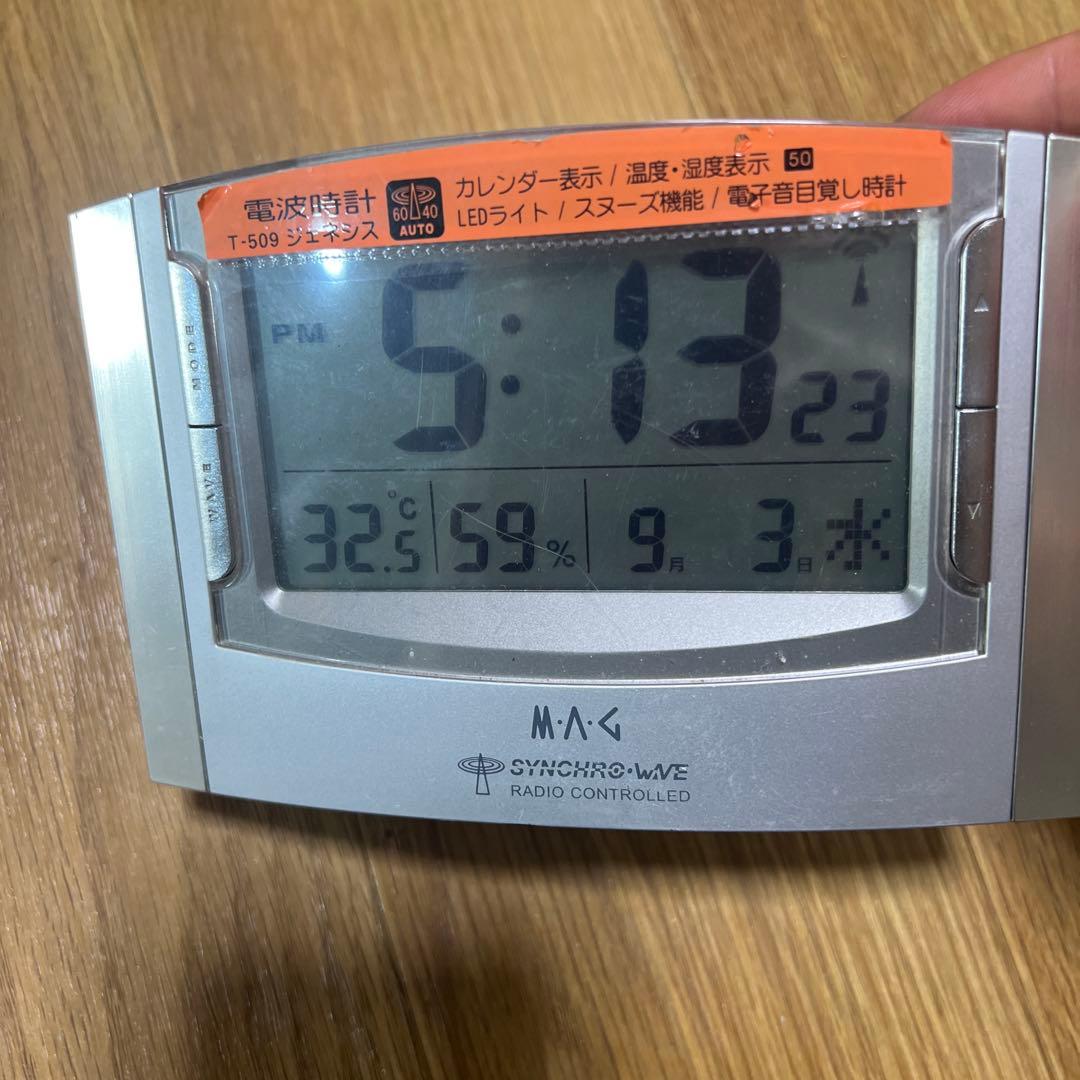 電波時計
T-509 ジェネシス
60 40
AUTO
カレンダー表示 / 温度・湿度表示 50
LEDライト / スヌーズ機能 / 電子音目覚し時計
MODE
WAVE
PM 5:13 23
32.5 ℃ 59 % 9月 3日 水
M・A・G
SYNCHRO・WAVE
RADIO CONTROLLED